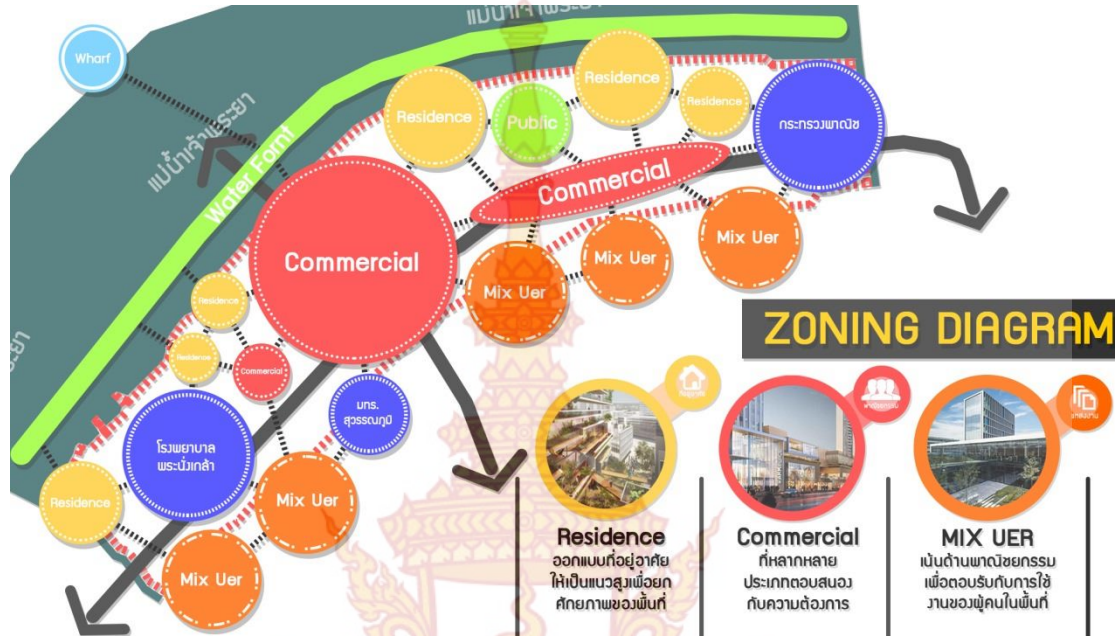 แม่น้ำเจ้าพระยา
Wharf
Residence
Residence
Public
Residence
กระทรวงพาณิช
แม่น้ำเจ้าพระยา
Water Fornt
Commercial
Commercial
Mix Uer
Mix Uer
Mix Uer
Residence
Residence
Commercial
มทร.
สุวรรณภูมิ
โรงพยาบาล
พระนั่งเกล้า
Residence
Mix Uer
Mix Uer
ZONING DIAGRAM
Residence
ออกแบบที่อยู่อาศัย
ให้เป็นแนวสูงเพื่อยก
ศักยภาพของพื้นที่
Commercial
ที่หลากหลาย
ประเภทตอบสนอง
กับความต้องการ
MIX UER
เน้นด้านพาณิชยกรรม
เพื่อตอบรับกับการใช้
งานของผู้คนในพื้นที่